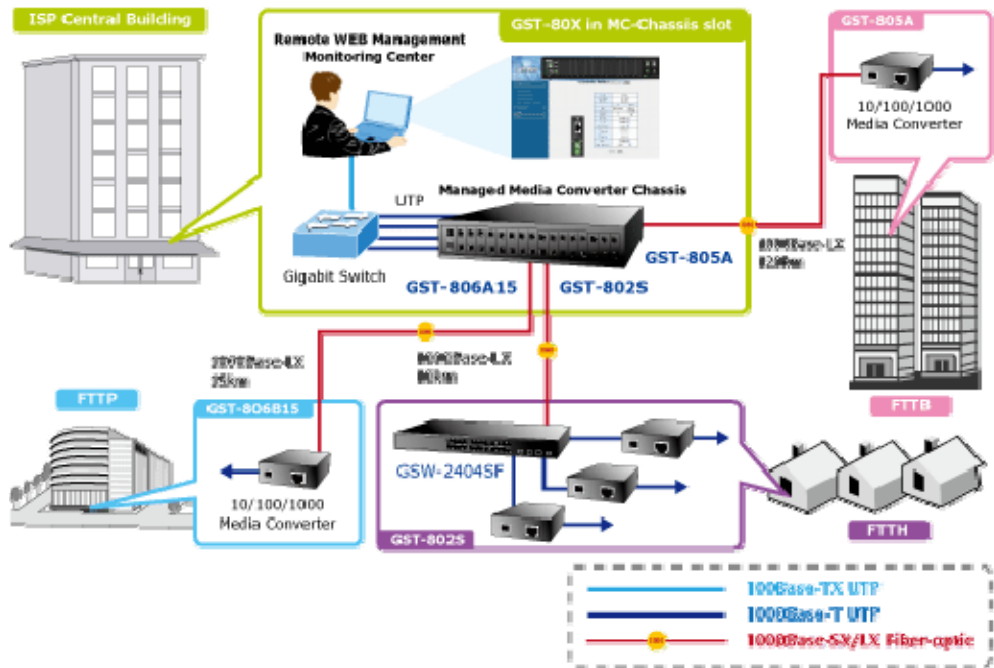 ISP Central Building
GST-80X in MC-Chassis slot
GST-805A
Remote WEB Management
Monitoring Center
10/100/1000
Media Converter
UTP
Managed Media Converter Chassis
Gigabit Switch
GST-805A
GST-806A15
GST-802S
1000Base-LX
15km
FTTP
GST-806B15
FTTB
GSW-2404SF
10/100/1000
Media Converter
GST-802S
FTTH
100Base-TX UTP
1000Base-T UTP
1000Base-SX/LX Fiber-optic